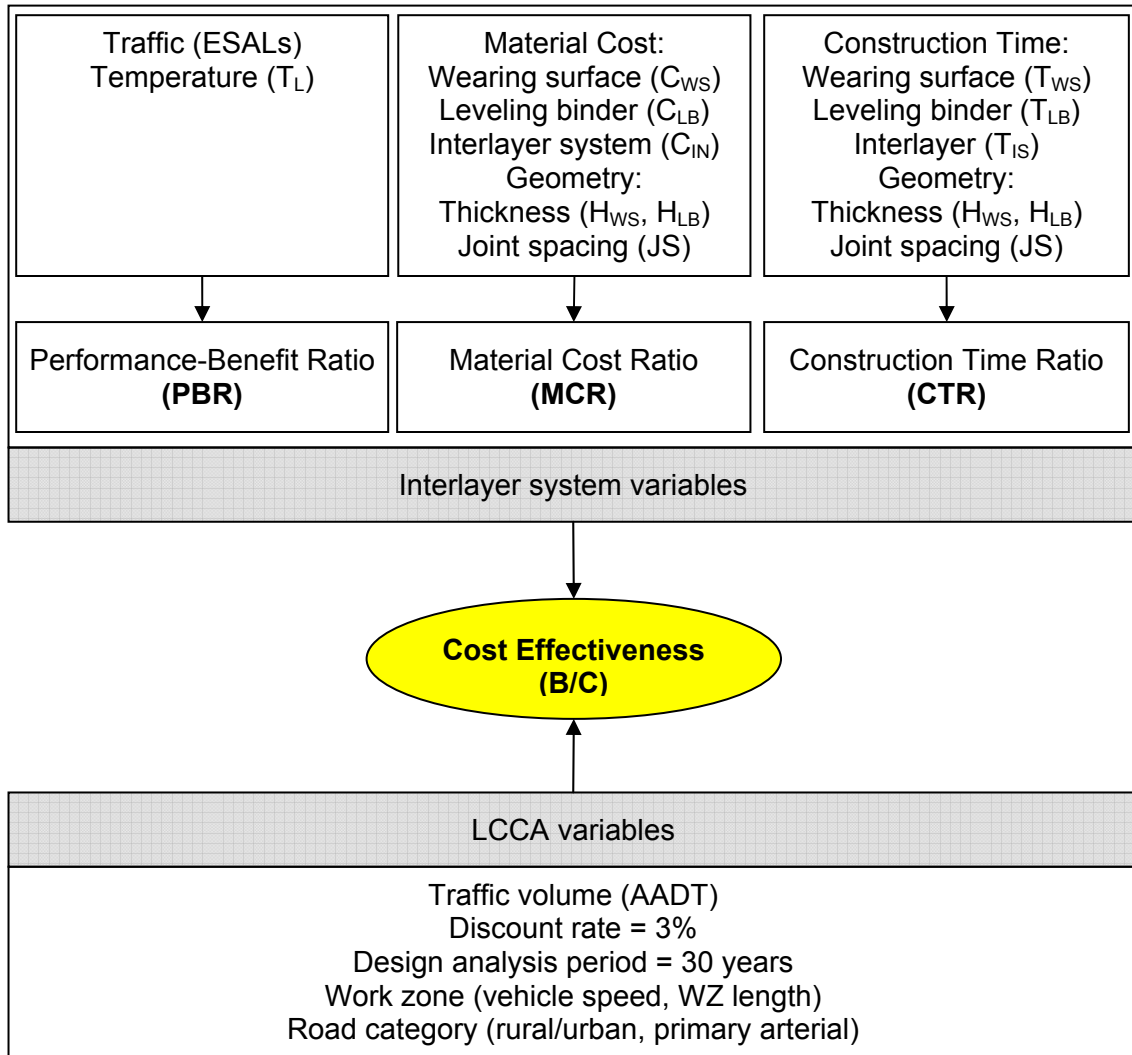 Traffic (ESALs)
Temperature (TL)
Material Cost:
Wearing surface (CWS)
Leveling binder (CLB)
Interlayer system (CIN)
Geometry:
Thickness (HWS, HLB)
Joint spacing (JS)
Construction Time:
Wearing surface (TWS)
Leveling binder (TLB)
Interlayer (TIS)
Geometry:
Thickness (HWS, HLB)
Joint spacing (JS)
Performance-Benefit Ratio
(PBR)
Material Cost Ratio
(MCR)
Construction Time Ratio
(CTR)
Interlayer system variables
Cost Effectiveness
(B/C)
LCCA variables
Traffic volume (AADT)
Discount rate = 3%
Design analysis period = 30 years
Work zone (vehicle speed, WZ length)
Road category (rural/urban, primary arterial)